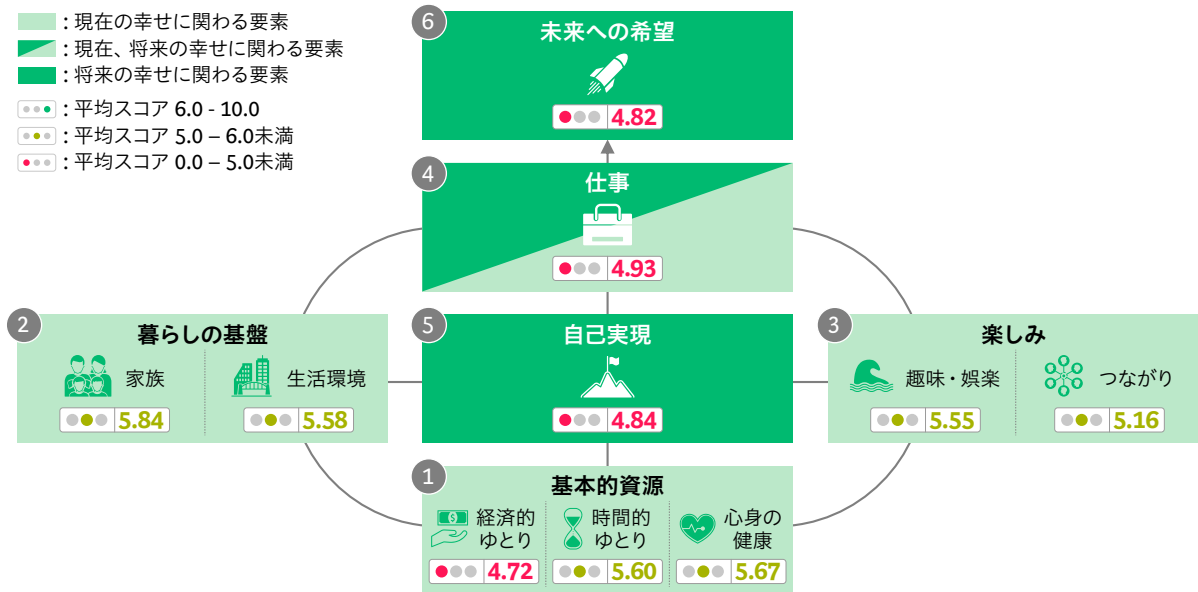 : 現在の幸せに関わる要素
: 現在、将来の幸せに関わる要素
: 将来の幸せに関わる要素
: 平均スコア 6.0 - 10.0
: 平均スコア 5.0 – 6.0未満
: 平均スコア 0.0 – 5.0未満
6
未来への希望
4.82
4
仕事
4.93
2
暮らしの基盤
家族
5.84
生活環境
5.58
5
自己実現
4.84
3
楽しみ
趣味・娯楽
5.55
つながり
5.16
1
基本的資源
経済的
ゆとり
4.72
時間的
ゆとり
5.60
心身の
健康
5.67